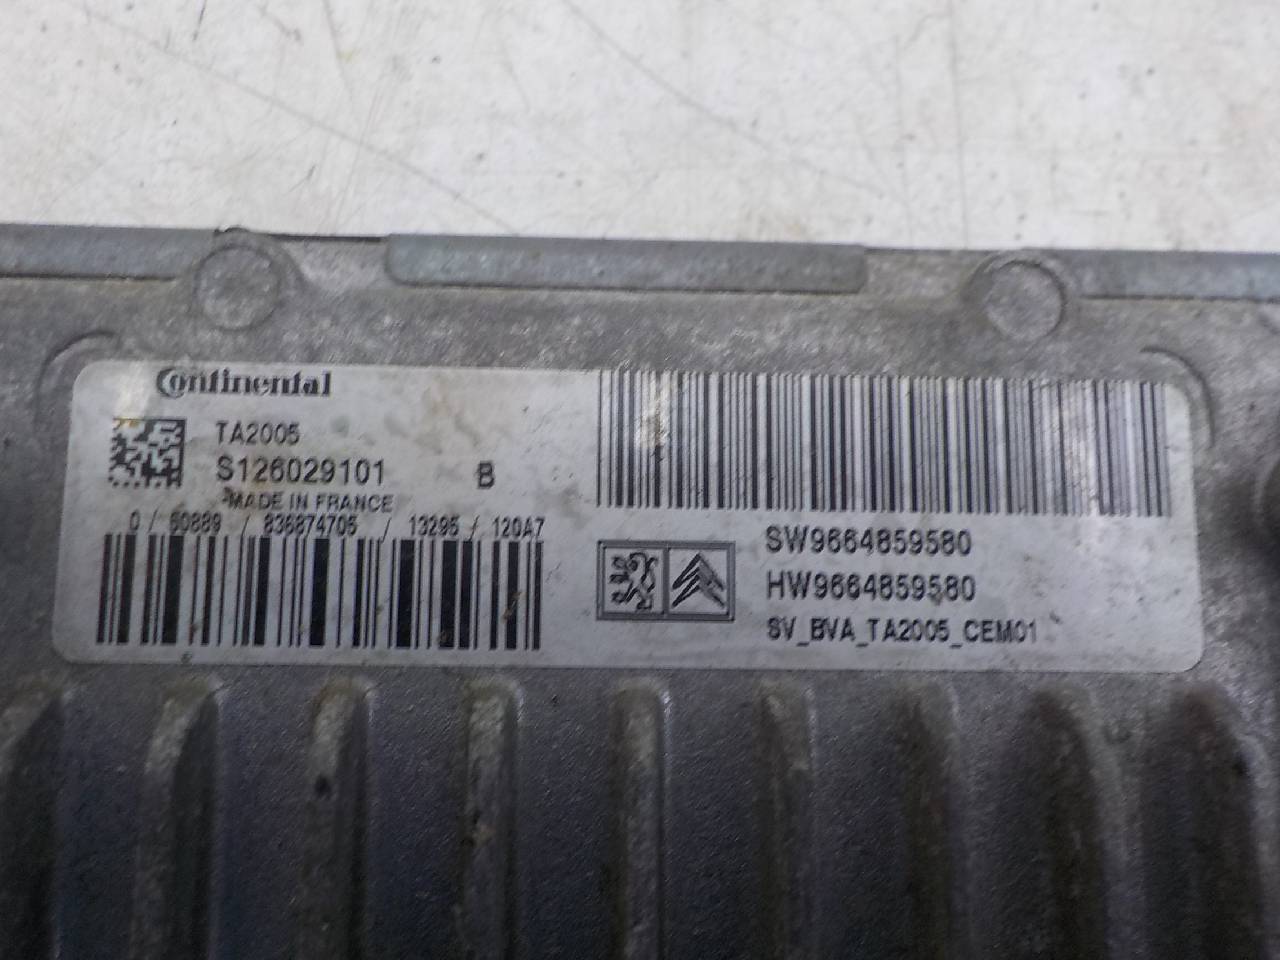 Continental
TA2005
S126029101 B
MADE IN FRANCE
0 / 60889 / 836874705 / 13295 / 120A7
SW9664859580
HW9664859580
SV_BVA_TA2005_CEM01